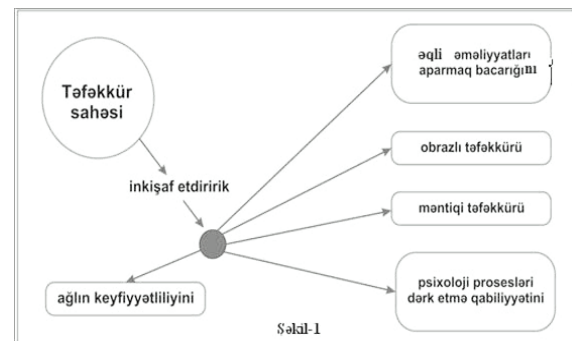 Təfəkkür
sahəsi
inkişaf etdiririk
əqli əməliyyatları
aparmaq bacarığını
obrazlı təfəkkürü
məntiqi təfəkkürü
psixoloji prosesləri
dərk etmə qabiliyyətini
ağlın keyfiyyətliliyini
Şəkil-1